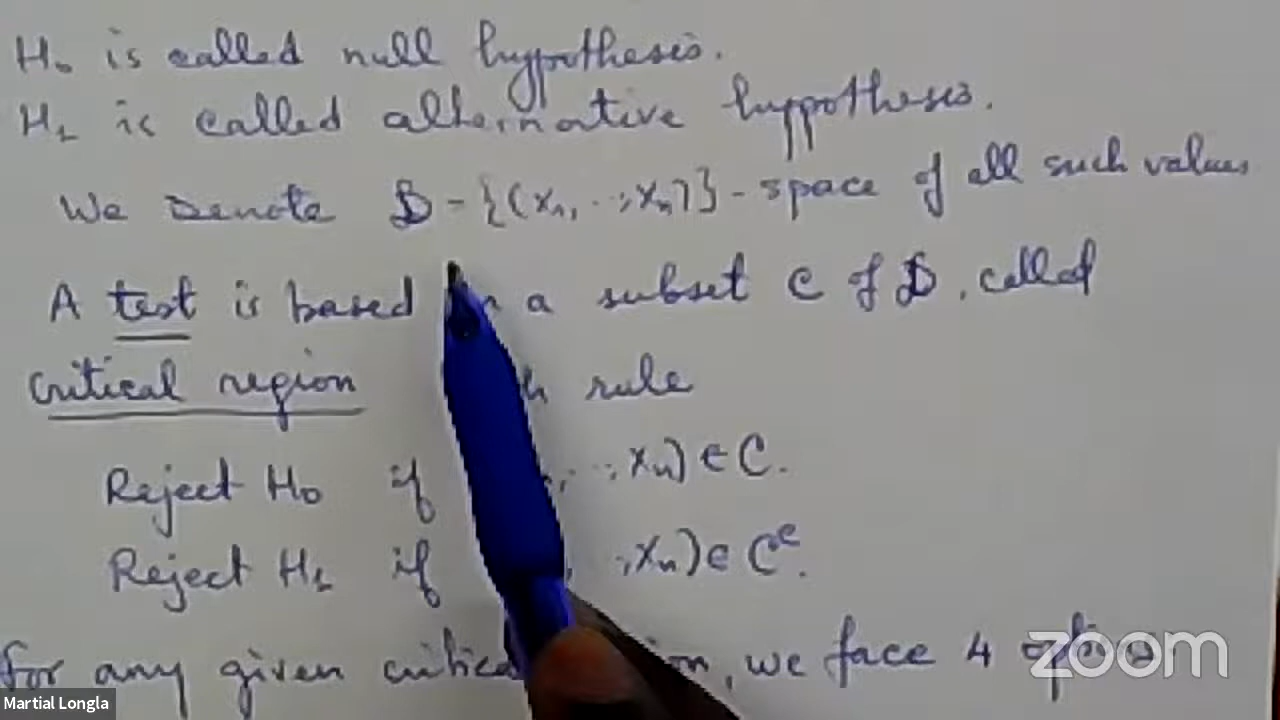 H₀ is called null hypothesis.
H₁ is called alternative hypothesis.
We Denote D = {(X₁, ..., Xₙ)} - space of all such values
A test is based a subset C of D, called
critical region rule
Reject H₀ if ..., Xₙ) ∈ C.
Reject H₁ if , Xₙ) ∈ Cᶜ.
For any given , we face 4
zoom
Martial Longla